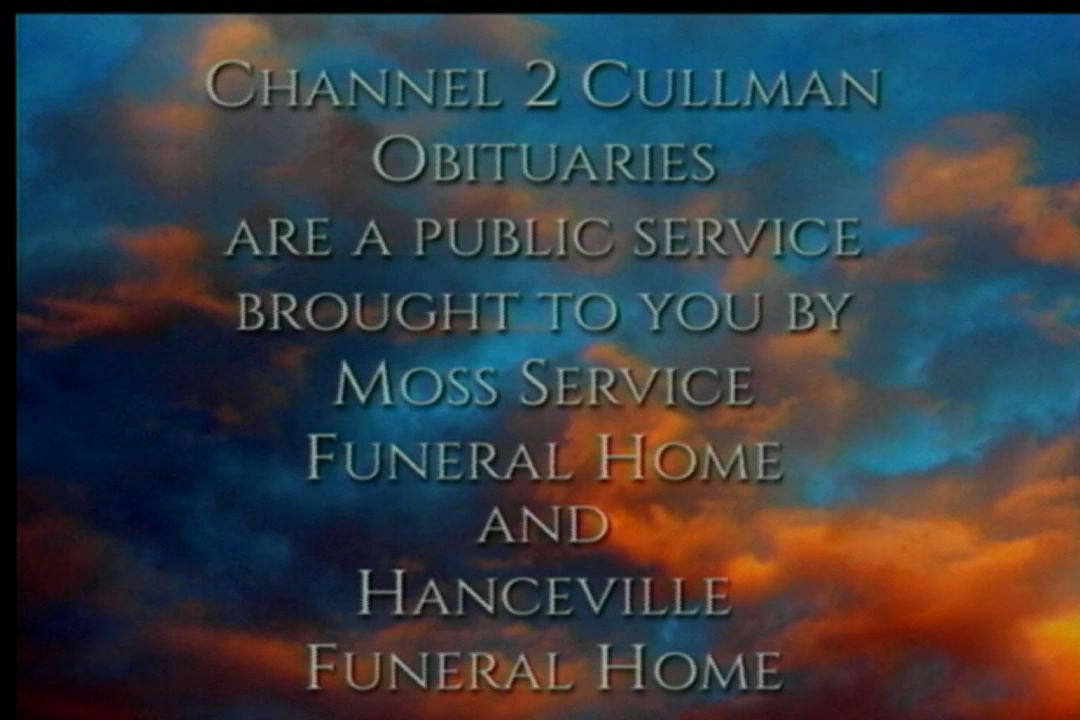 Channel 2 Cullman
Obituaries
are a public service
brought to you by
Moss Service
Funeral Home
and
Hanceville
Funeral Home